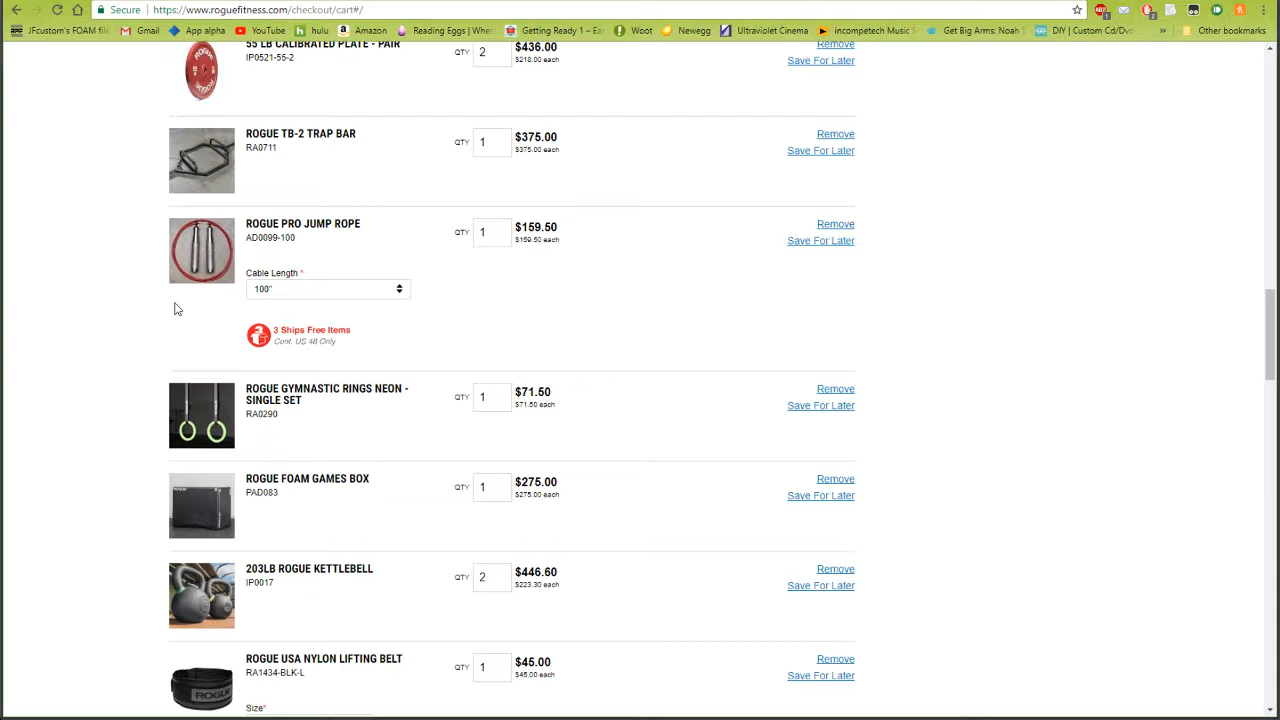 Secure https://www.roguefitness.com/checkout/cart#/
JFcustom's FOAM file Gmail App alpha YouTube hulu Amazon Reading Eggs | Where Getting Ready 1 – Eas Woot Newegg Ultraviolet Cinema incompetech Music Get Big Arms: Noah S DIY | Custom Cd/Dvd » Other bookmarks
55 LB CALIBRATED PLATE - PAIR
IP0521-55-2
QTY 2 $436.00
$218.00 each
Remove
Save For Later
ROGUE TB-2 TRAP BAR
RA0711
QTY 1 $375.00
$375.00 each
Remove
Save For Later
ROGUE PRO JUMP ROPE
AD0099-100
QTY 1 $159.50
$159.50 each
Remove
Save For Later
Cable Length *
100"
3 Ships Free Items
Cont. US 48 Only
ROGUE GYMNASTIC RINGS NEON -
SINGLE SET
RA0290
QTY 1 $71.50
$71.50 each
Remove
Save For Later
ROGUE FOAM GAMES BOX
PAD083
QTY 1 $275.00
$275.00 each
Remove
Save For Later
203LB ROGUE KETTLEBELL
IP0017
QTY 2 $446.60
$223.30 each
Remove
Save For Later
ROGUE USA NYLON LIFTING BELT
RA1434-BLK-L
QTY 1 $45.00
$45.00 each
Remove
Save For Later
ROGUE
Size*